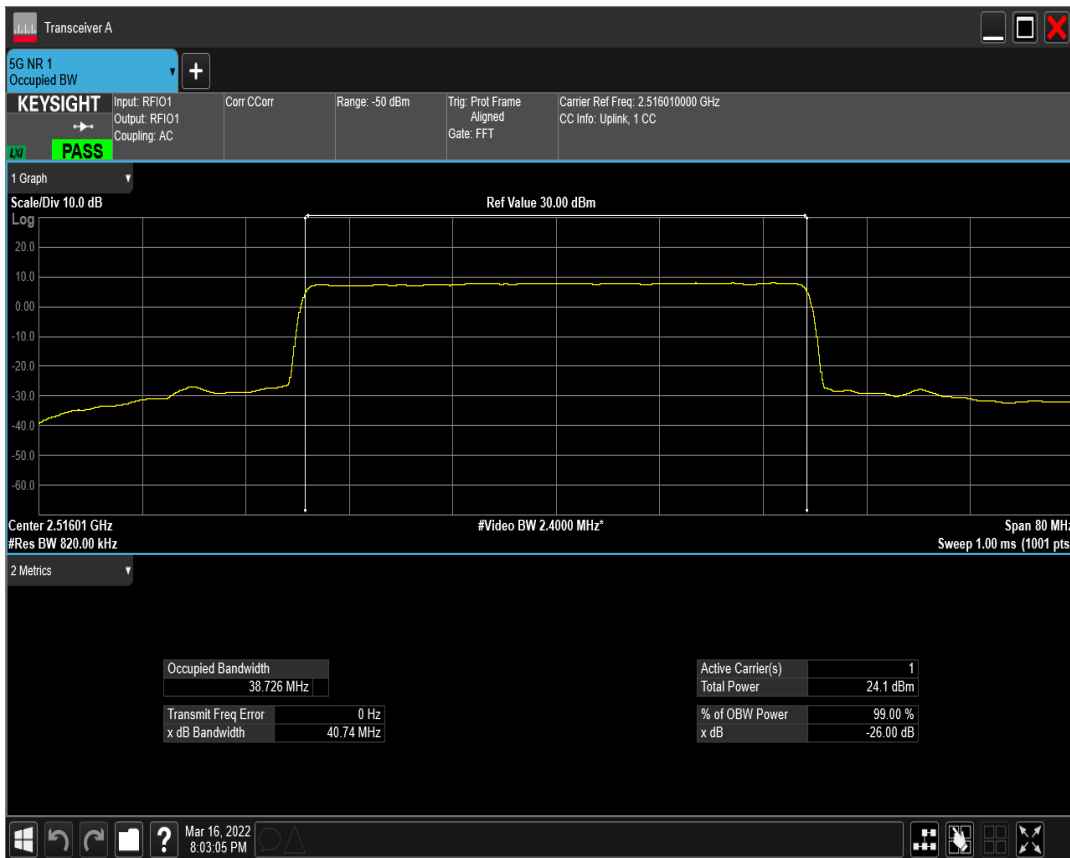 Transceiver A
5G NR 1
Occupied BW
+
KEYSIGHT
LXI
PASS
Input: RFIO1
Output: RFIO1
Coupling: AC
Corr CCorr
Range: -50 dBm
Trig: Prot Frame
Aligned
Gate: FFT
Carrier Ref Freq: 2.516010000 GHz
CC Info: Uplink, 1 CC
1 Graph
Scale/Div 10.0 dB
Ref Value 30.00 dBm
Log
20.0
10.0
0.00
-10.0
-20.0
-30.0
-40.0
-50.0
-60.0
Center 2.51601 GHz
#Video BW 2.4000 MHz*
Span 80 MHz
#Res BW 820.00 kHz
Sweep 1.00 ms (1001 pts
2 Metrics
Occupied Bandwidth
38.726 MHz
Transmit Freq Error 0 Hz
x dB Bandwidth 40.74 MHz
Active Carrier(s) 1
Total Power 24.1 dBm
% of OBW Power 99.00 %
x dB -26.00 dB
?
Mar 16, 2022
8:03:05 PM